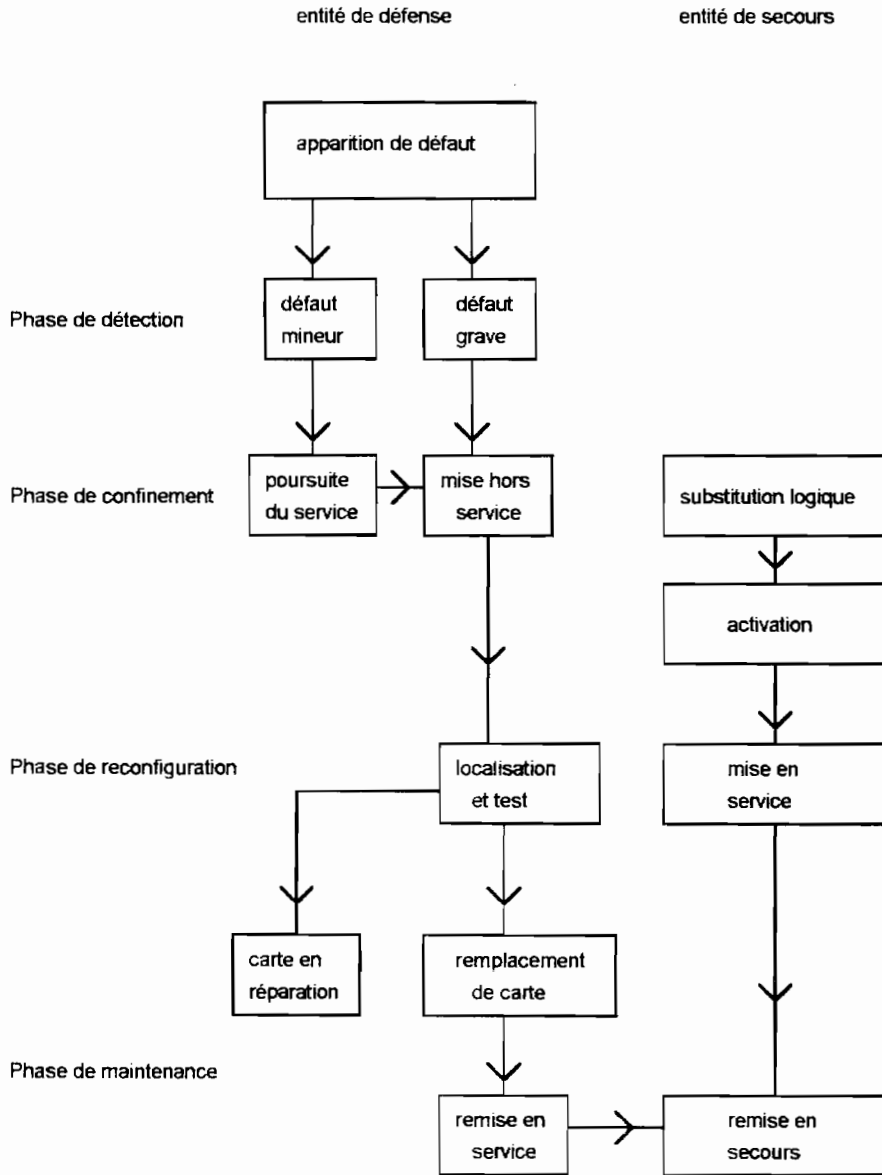 entité de défense
entité de secours
apparition de défaut
Phase de détection
défaut
mineur
défaut
grave
Phase de confinement
poursuite
du service
mise hors
service
substitution logique
activation
Phase de reconfiguration
localisation
et test
mise en
service
carte en
réparation
remplacement
de carte
Phase de maintenance
remise en
service
remise en
secours